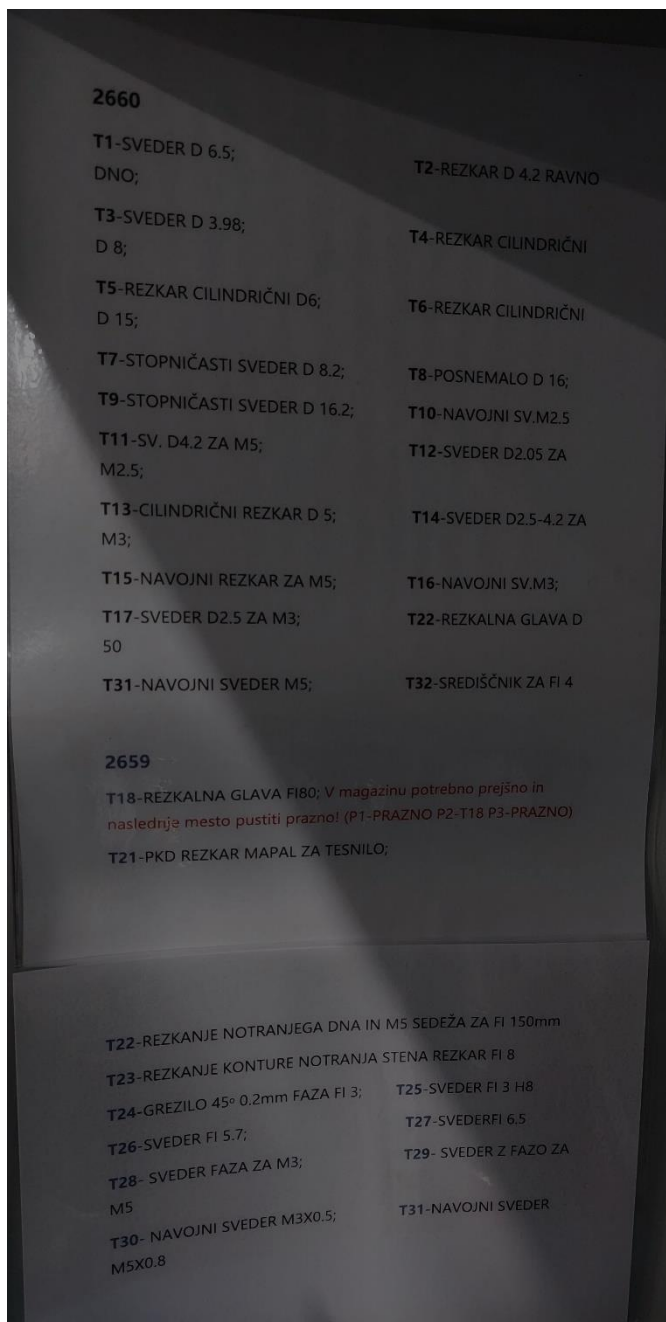 2660
T1-SVEDER D 6.5; T2-REZKAR D 4.2 RAVNO
DNO;
T3-SVEDER D 3.98; T4-REZKAR CILINDRIČNI
D 8;
T5-REZKAR CILINDRIČNI D6; T6-REZKAR CILINDRIČNI
D 15;
T7-STOPNIČASTI SVEDER D 8.2; T8-POSNEMALO D 16;
T9-STOPNIČASTI SVEDER D 16.2; T10-NAVOJNI SV.M2.5
T11-SV. D4.2 ZA M5; T12-SVEDER D2.05 ZA
M2.5;
T13-CILINDRIČNI REZKAR D 5; T14-SVEDER D2.5-4.2 ZA
M3;
T15-NAVOJNI REZKAR ZA M5; T16-NAVOJNI SV.M3;
T17-SVEDER D2.5 ZA M3; T22-REZKALNA GLAVA D
50
T31-NAVOJNI SVEDER M5; T32-SREDIŠČNIK ZA FI 4
2659
T18-REZKALNA GLAVA FI80; V magazinu potrebno prejšno in
naslednje mesto pustiti prazno! (P1-PRAZNO P2-T18 P3-PRAZNO)
T21-PKD REZKAR MAPAL ZA TESNILO;
T22-REZKANJE NOTRANJEGA DNA IN M5 SEDEŽA ZA FI 150mm
T23-REZKANJE KONTURE NOTRANJA STENA REZKAR FI 8
T24-GREZILO 45º 0.2mm FAZA FI 3; T25-SVEDER FI 3 H8
T26-SVEDER FI 5.7; T27-SVEDERFI 6.5
T28- SVEDER FAZA ZA M3; T29- SVEDER Z FAZO ZA
M5
T30- NAVOJNI SVEDER M3X0.5; T31-NAVOJNI SVEDER
M5X0.8